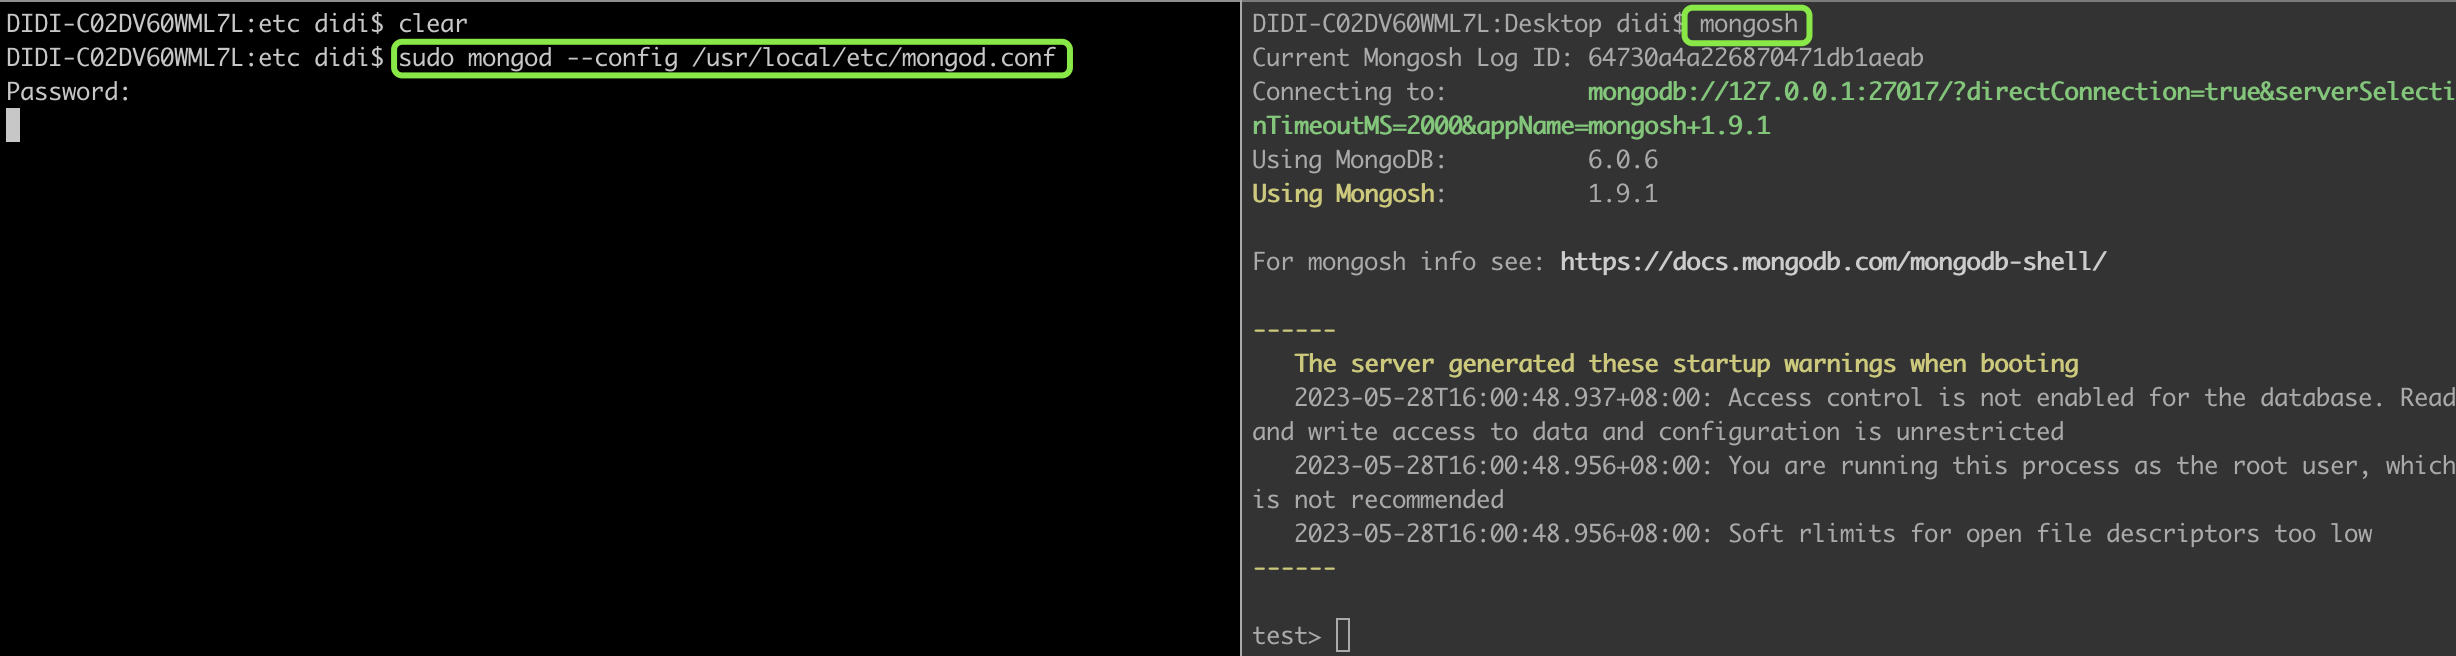 DIDI-C02DV60WML7L:etc didi$ clear
DIDI-C02DV60WML7L:etc didi$ sudo mongod --config /usr/local/etc/mongod.conf
Password:
DIDI-C02DV60WML7L:Desktop didi$ mongosh
Current Mongosh Log ID: 64730a4a226870471db1aeab
Connecting to: mongodb://127.0.0.1:27017/?directConnection=true&serverSelecti
nTimeoutMS=2000&appName=mongosh+1.9.1
Using MongoDB: 6.0.6
Using Mongosh: 1.9.1
For mongosh info see: https://docs.mongodb.com/mongodb-shell/
------
The server generated these startup warnings when booting
2023-05-28T16:00:48.937+08:00: Access control is not enabled for the database. Read
and write access to data and configuration is unrestricted
2023-05-28T16:00:48.956+08:00: You are running this process as the root user, which
is not recommended
2023-05-28T16:00:48.956+08:00: Soft rlimits for open file descriptors too low
------
test>